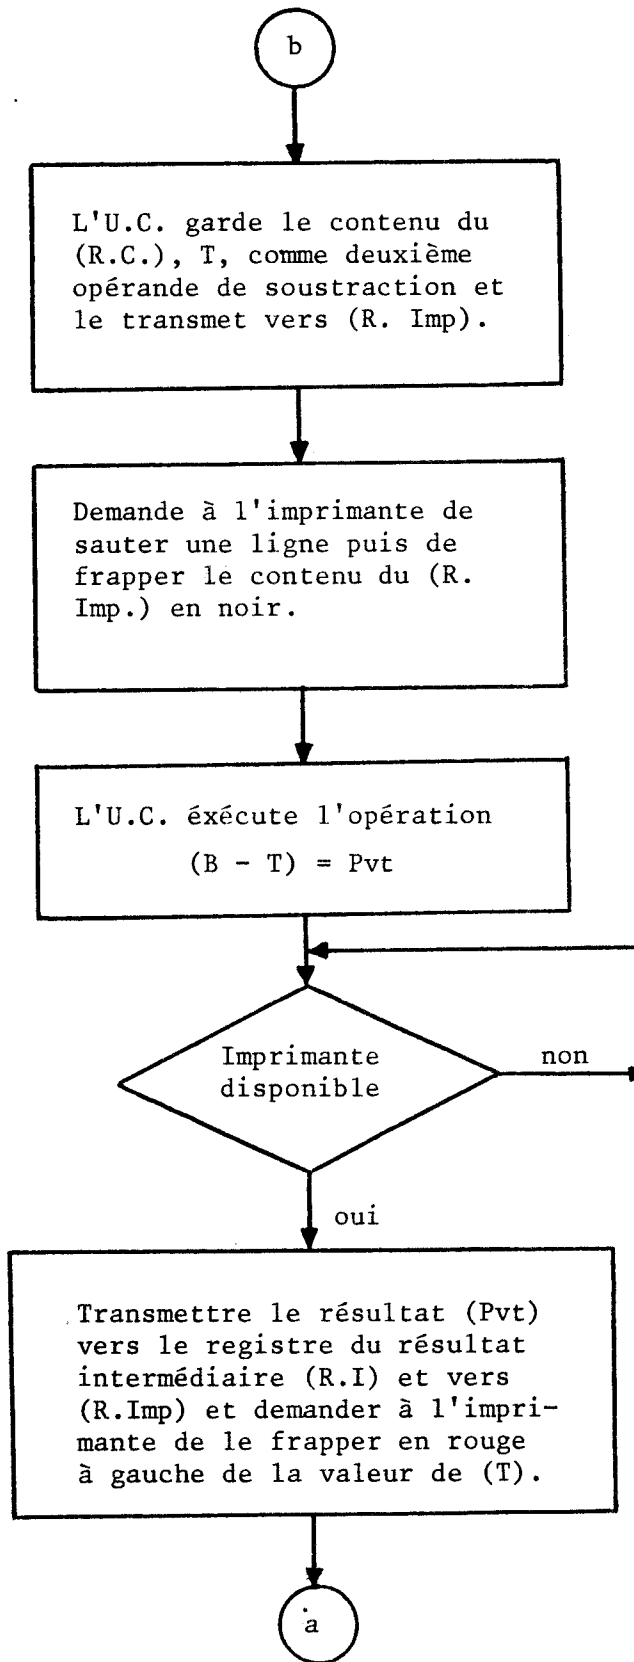 b
L'U.C. garde le contenu du
(R.C.), T, comme deuxième
opérande de soustraction et
le transmet vers (R. Imp).
Demande à l'imprimante de
sauter une ligne puis de
frapper le contenu du (R.
Imp.) en noir.
L'U.C. éxécute l'opération
(B - T) = Pvt
Imprimante
disponible
non
oui
Transmettre le résultat (Pvt)
vers le registre du résultat
intermédiaire (R.I) et vers
(R.Imp) et demander à l'impri-
mante de le frapper en rouge
à gauche de la valeur de (T).
a